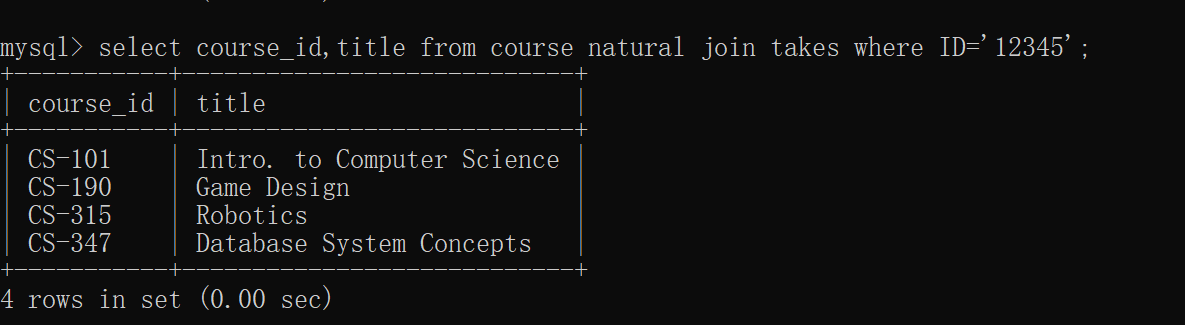 mysql> select course_id,title from course natural join takes where ID='12345';
+-----------+----------------------------+
| course_id | title                      |
+-----------+----------------------------+
| CS-101    | Intro. to Computer Science |
| CS-190    | Game Design                |
| CS-315    | Robotics                   |
| CS-347    | Database System Concepts   |
+-----------+----------------------------+
4 rows in set (0.00 sec)